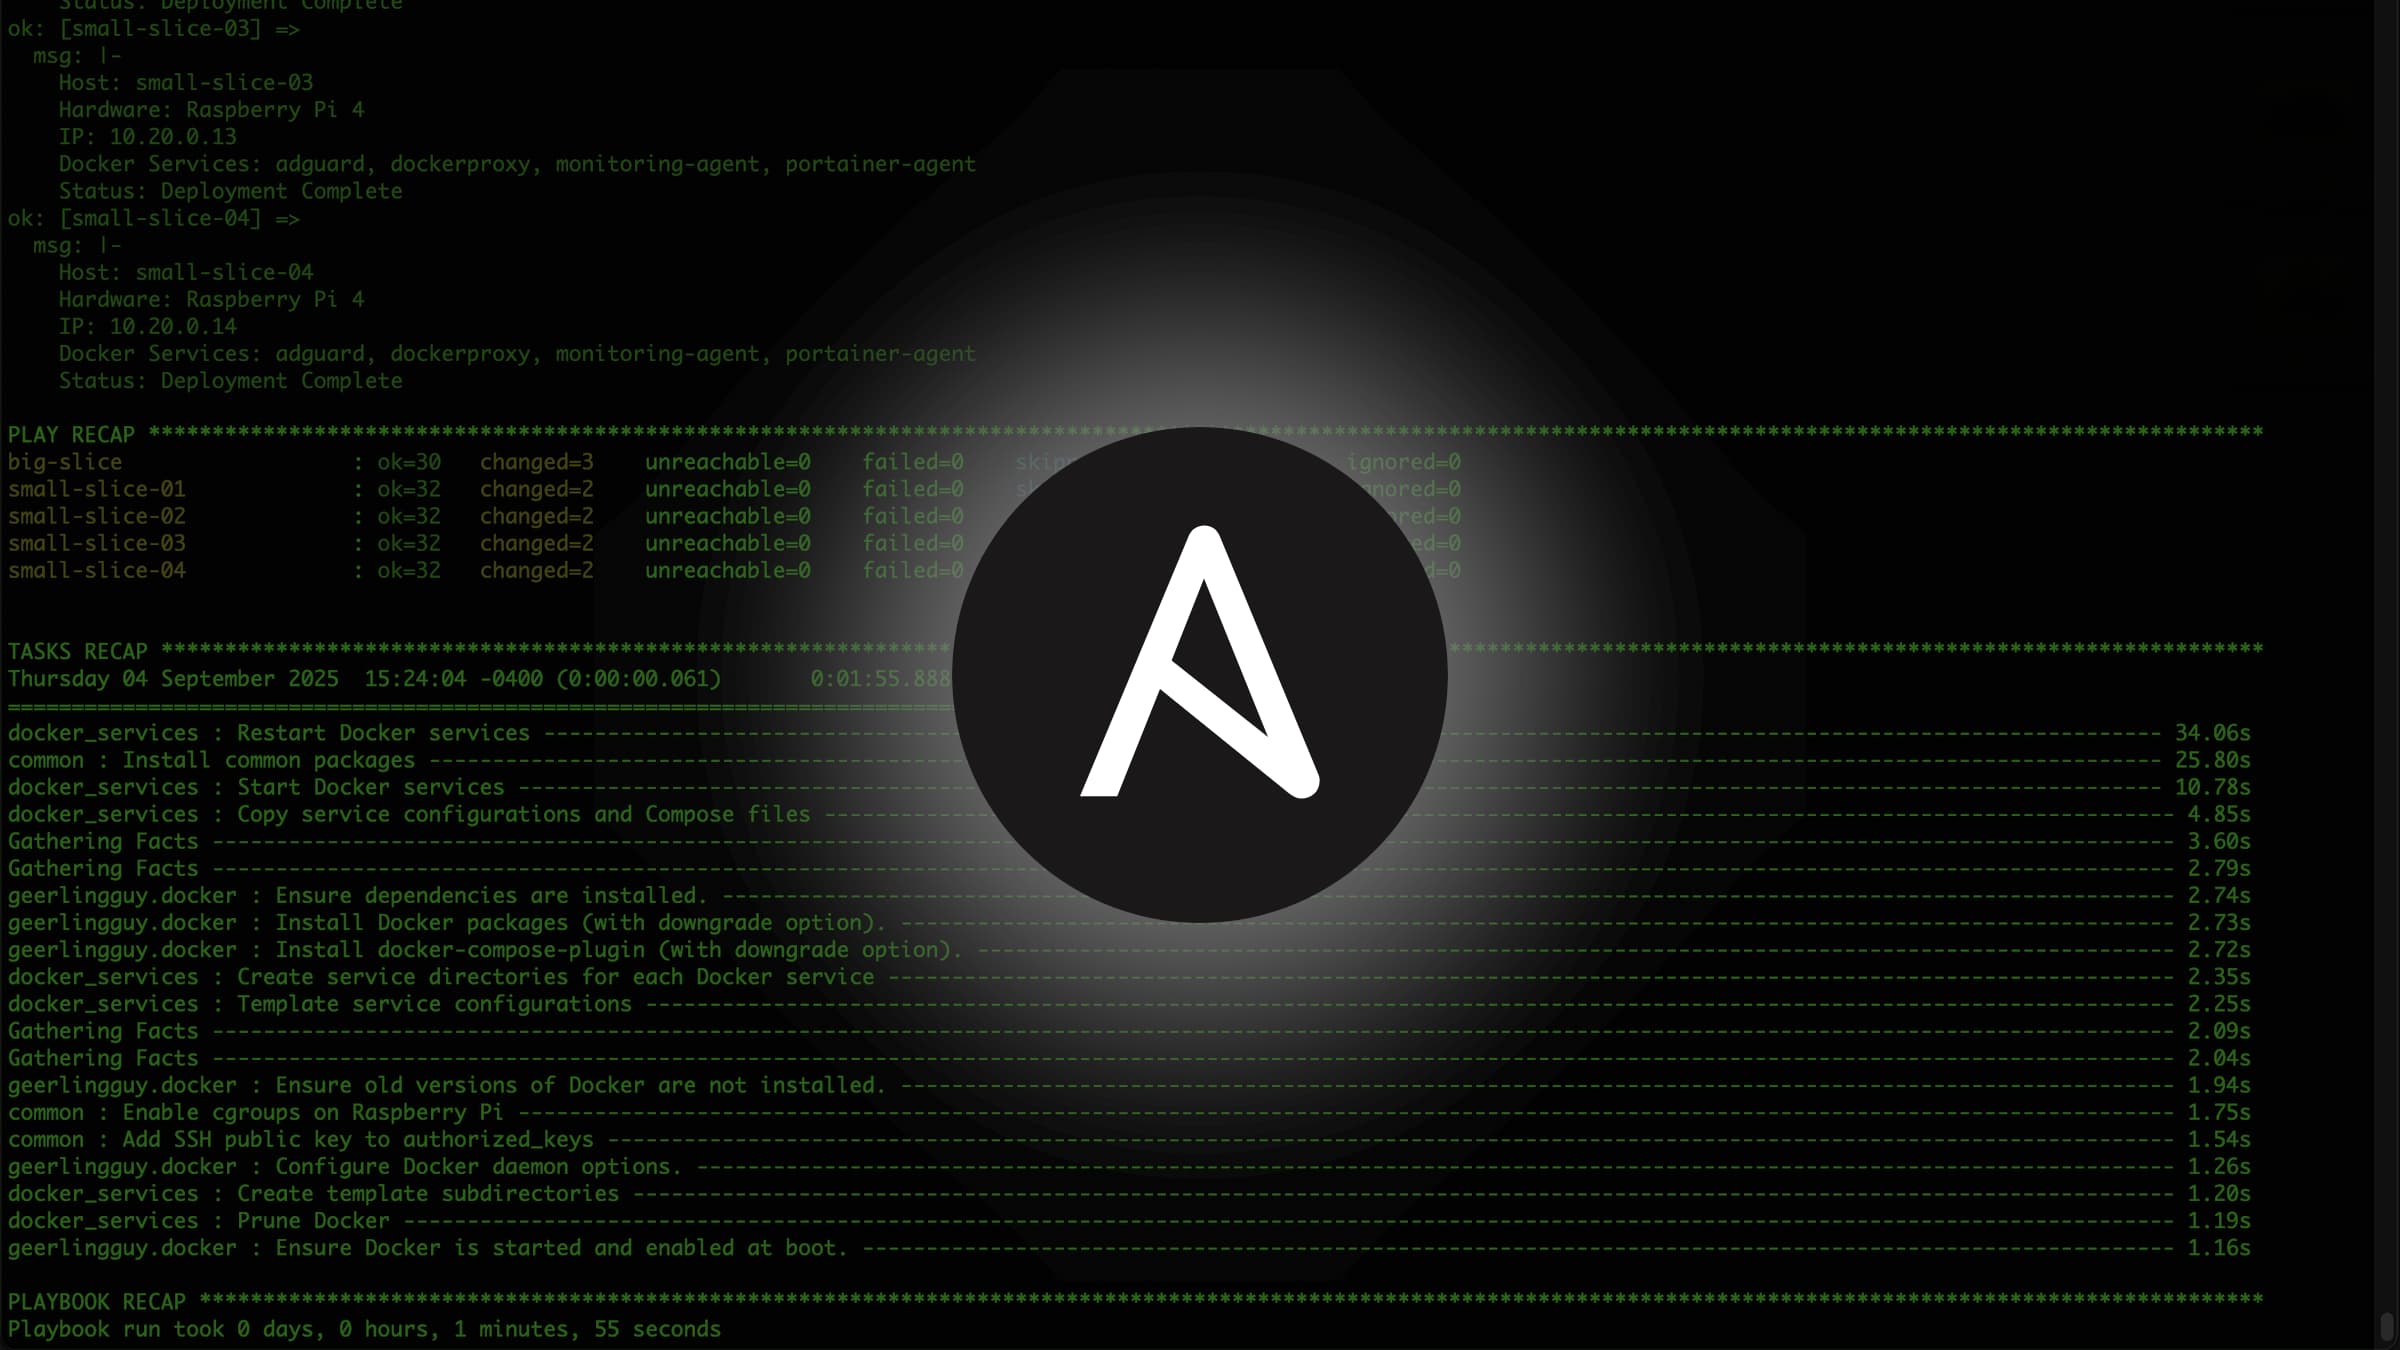 Status: Deployment Complete
ok: [small-slice-03] =>
  msg: |-
    Host: small-slice-03
    Hardware: Raspberry Pi 4
    IP: 10.20.0.13
    Docker Services: adguard, dockerproxy, monitoring-agent, portainer-agent
    Status: Deployment Complete
ok: [small-slice-04] =>
  msg: |-
    Host: small-slice-04
    Hardware: Raspberry Pi 4
    IP: 10.20.0.14
    Docker Services: adguard, dockerproxy, monitoring-agent, portainer-agent
    Status: Deployment Complete
PLAY RECAP ****
big-slice : ok=30 changed=3 unreachable=0 failed=0 ignored=0
small-slice-01 : ok=32 changed=2 unreachable=0 failed=0
small-slice-02 : ok=32 changed=2 unreachable=0 failed=0
small-slice-03 : ok=32 changed=2 unreachable=0 failed=0
small-slice-04 : ok=32 changed=2 unreachable=0 failed=0
TASKS RECAP ****
Thursday 04 September 2025  15:24:04 -0400 (0:00:00.061) 0:01:55.888
====
docker_services : Restart Docker services ---- 34.06s
common : Install common packages ---- 25.80s
docker_services : Start Docker services ---- 10.78s
docker_services : Copy service configurations and Compose files ---- 4.85s
Gathering Facts ---- 3.60s
Gathering Facts ---- 2.79s
geerlingguy.docker : Ensure dependencies are installed. ---- 2.74s
geerlingguy.docker : Install Docker packages (with downgrade option). ---- 2.73s
geerlingguy.docker : Install docker-compose-plugin (with downgrade option). ---- 2.72s
docker_services : Create service directories for each Docker service ---- 2.35s
docker_services : Template service configurations ---- 2.25s
Gathering Facts ---- 2.09s
Gathering Facts ---- 2.04s
geerlingguy.docker : Ensure old versions of Docker are not installed. ---- 1.94s
common : Enable cgroups on Raspberry Pi ---- 1.75s
common : Add SSH public key to authorized_keys ---- 1.54s
geerlingguy.docker : Configure Docker daemon options. ---- 1.26s
docker_services : Create template subdirectories ---- 1.20s
docker_services : Prune Docker ---- 1.19s
geerlingguy.docker : Ensure Docker is started and enabled at boot. ---- 1.16s
PLAYBOOK RECAP ****
Playbook run took 0 days, 0 hours, 1 minutes, 55 seconds